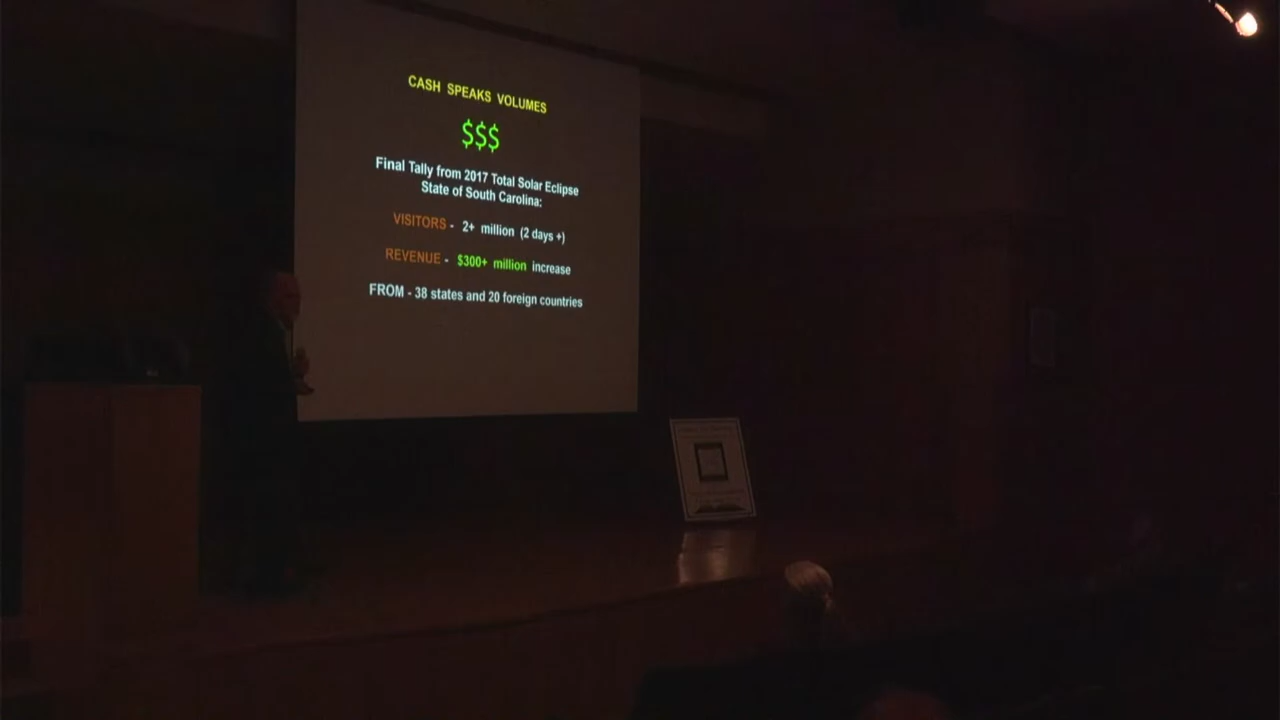 CASH SPEAKS VOLUMES
$$$
Final Tally from 2017 Total Solar Eclipse
State of South Carolina:
VISITORS - 2+ million (2 days +)
REVENUE - $300+ million increase
FROM - 38 states and 20 foreign countries